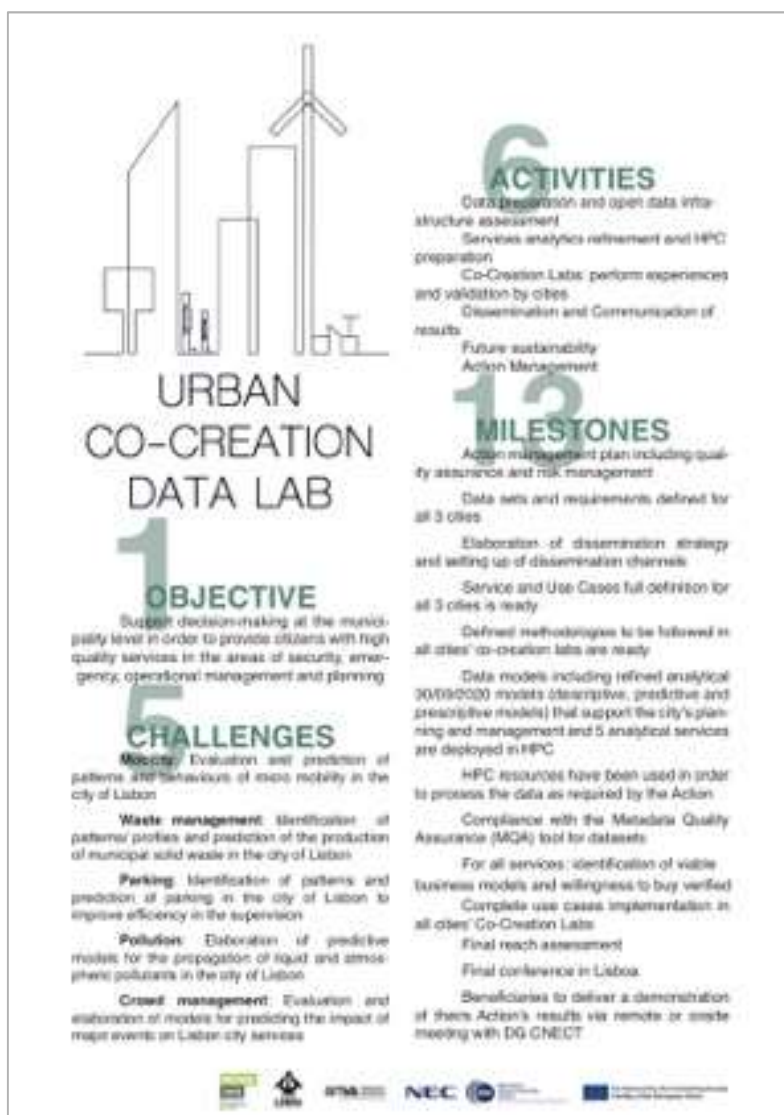 URBAN
CO-CREATION
DATA LAB
1
OBJECTIVE
Support decision-making at the munici-
pality level in order to provide citizens with high
quality services in the areas of security, emer-
gency, operational management and planning
5
CHALLENGES
Mobility: Evaluation and prediction of
patterns and behaviours of micro mobility in the
city of Lisbon
Waste management: Identification of
patterns/ profiles and prediction of the production
of municipal solid waste in the city of Lisbon
Parking: Identification of patterns and
prediction of parking in the city of Lisbon to
improve efficiency in the supervision
Pollution: Elaboration of predictive
models for the propagation of liquid and atmos-
pheric pollutants in the city of Lisbon
Crowd management: Evaluation and
elaboration of models for predicting the impact of
major events on Lisbon city services
6
ACTIVITIES
Data preparation and open data infra-
structure assessment
Services analytics refinement and HPC
preparation
Co-Creation Labs: perform experiences
and validation by cities
Dissemination and Communication of
results
Future sustainability
Action Management
13
MILESTONES
Action management plan including qual-
ity assurance and risk management
Data sets and requirements defined for
all 3 cities
Elaboration of dissemination strategy
and setting up of dissemination channels
Service and Use Cases full definition for
all 3 cities is ready
Defined methodologies to be followed in
all cities' co-creation labs are ready
Data models including refined analytical
30/09/2020 models (descriptive, predictive and
prescriptive models) that support the city's plan-
ning and management and 5 analytical services
are deployed in HPC
HPC resources have been used in order
to process the data as required by the Action
Compliance with the Metadata Quality
Assurance (MQA) tool for datasets
For all services: identification of viable
business models and willingness to buy verified
Complete use cases implementation in
all cities' Co-Creation Labs
Final reach assessment
Final conference in Lisboa
Beneficiaries to deliver a demonstration
of theirs Action's results via remote or onsite
meeting with DG CNECT
NEC